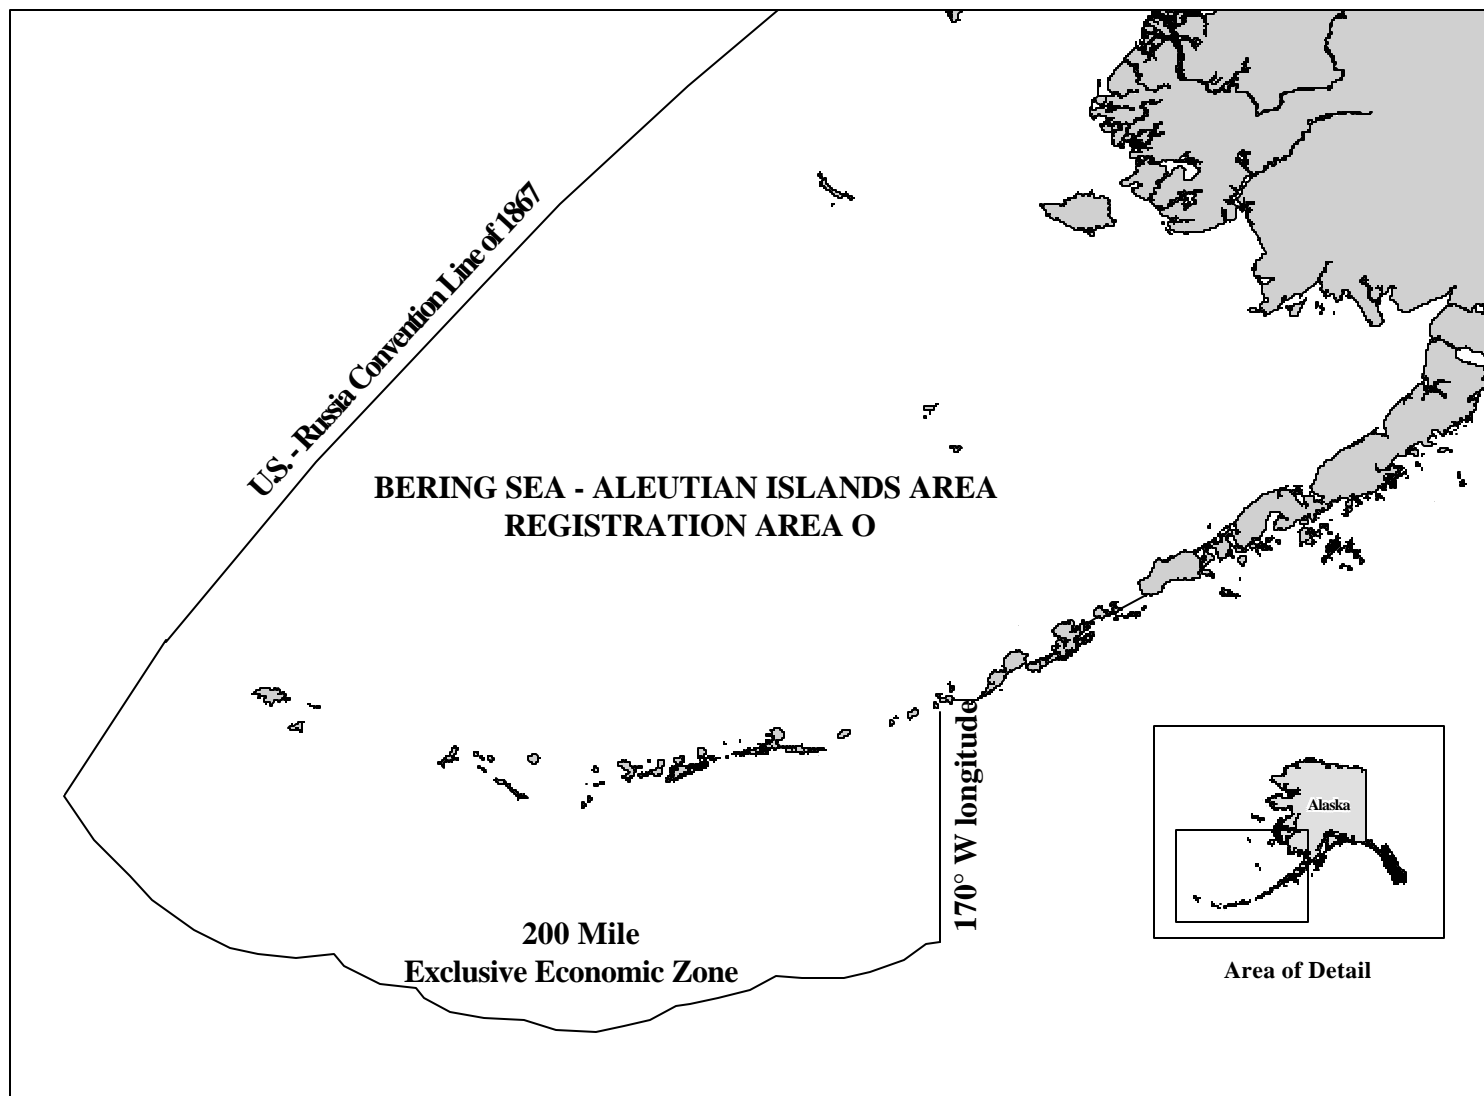 U.S. - Russia Convention Line of 1867
BERING SEA - ALEUTIAN ISLANDS AREA
REGISTRATION AREA O
170° W longitude
Alaska
200 Mile
Exclusive Economic Zone
Area of Detail